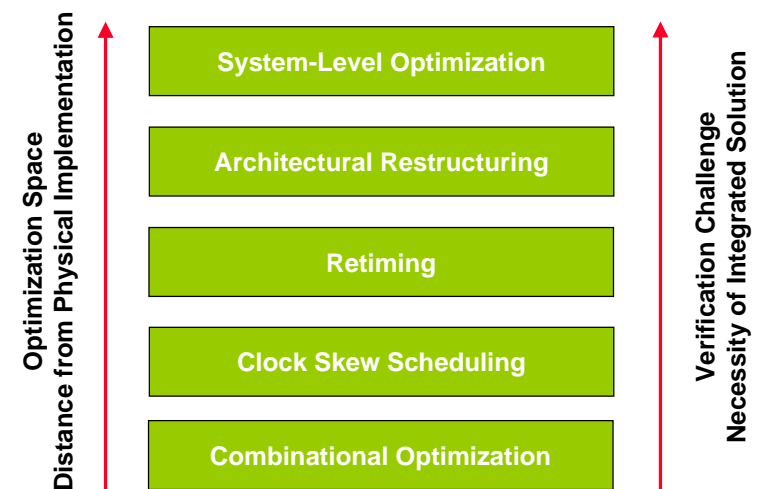 Optimization Space
Distance from Physical Implementation
System-Level Optimization
Architectural Restructuring
Retiming
Clock Skew Scheduling
Combinational Optimization
Verification Challenge
Necessity of Integrated Solution